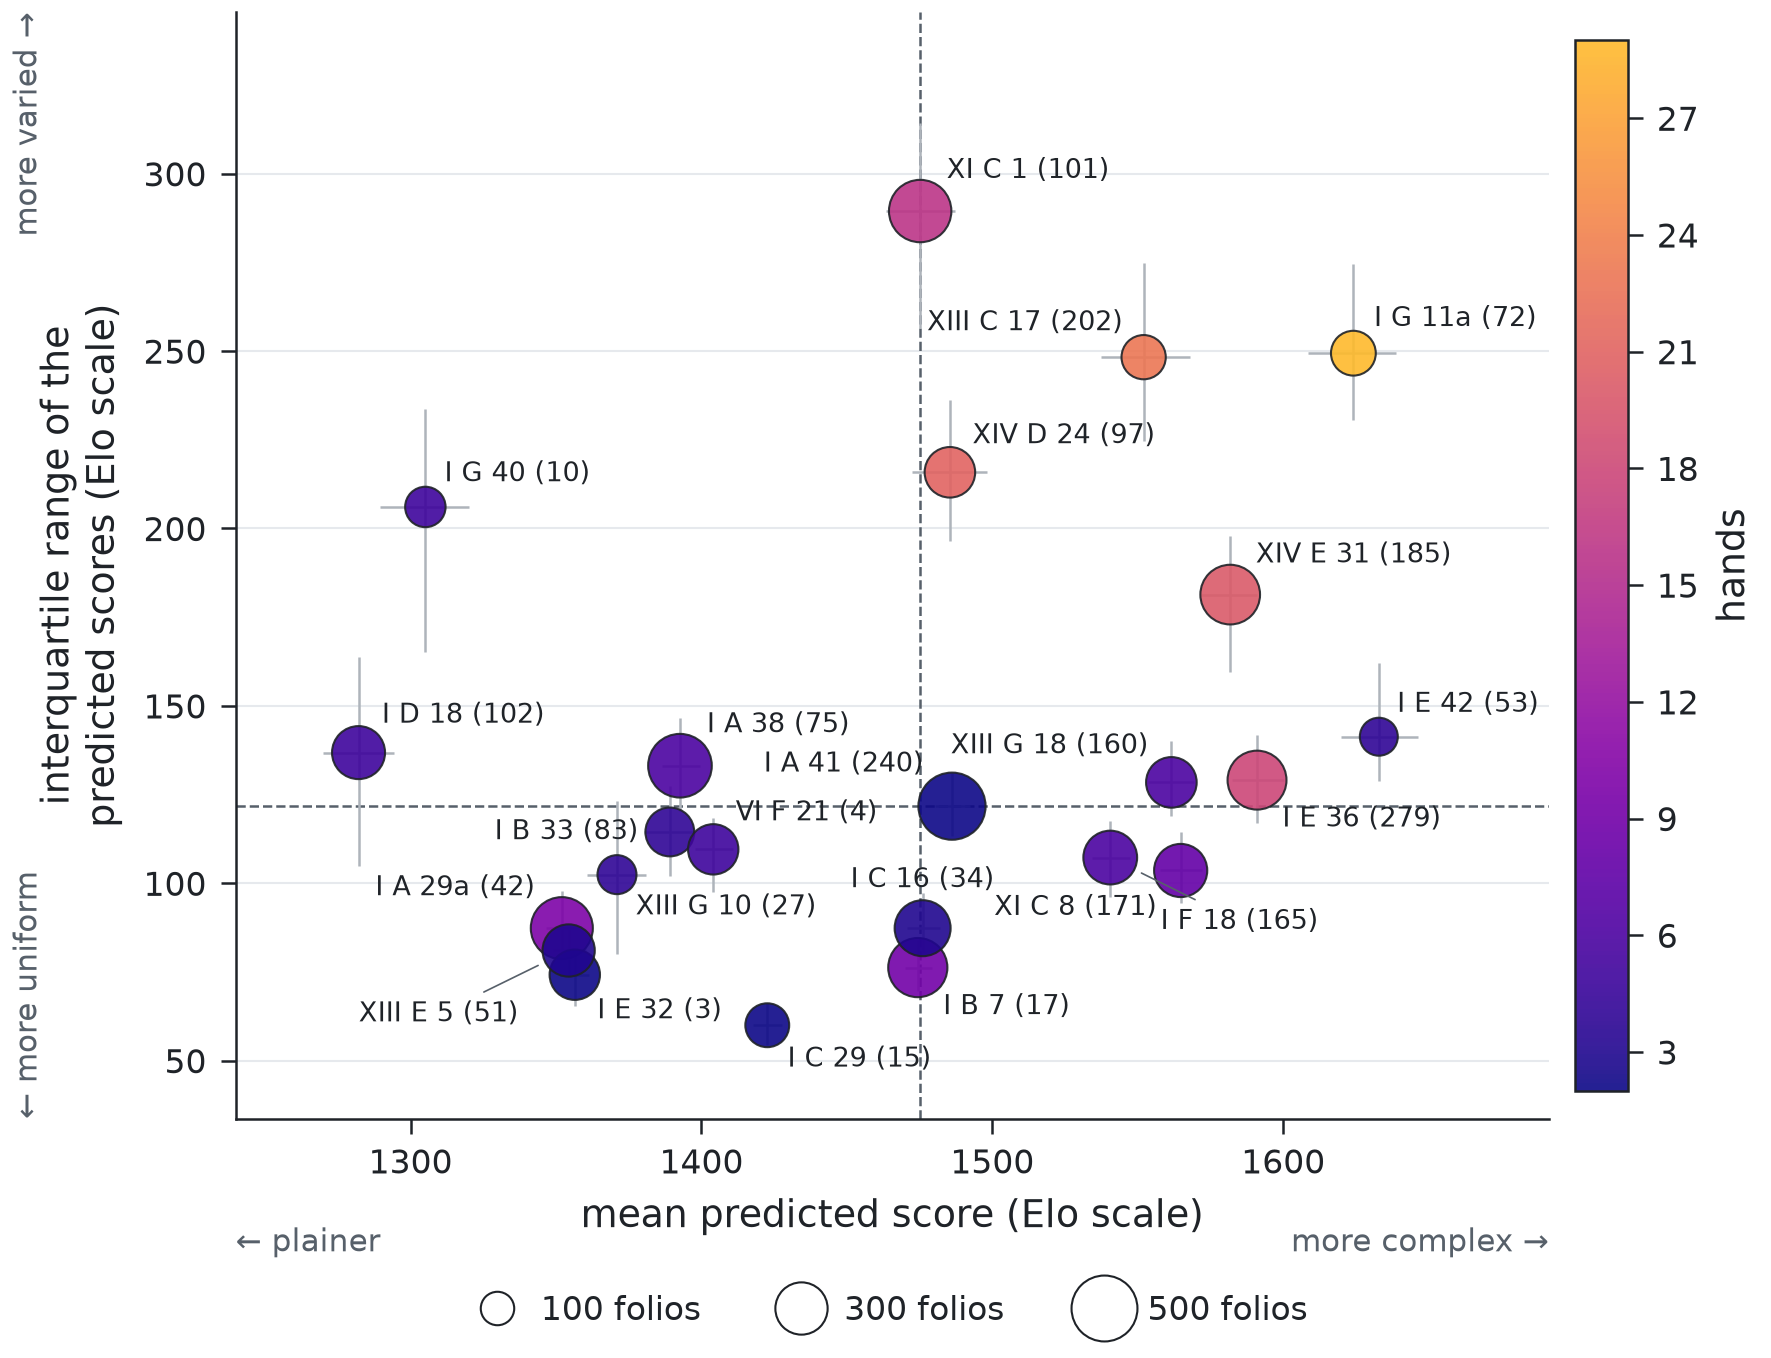 more varied →
← more uniform
interquartile range of the
predicted scores (Elo scale)
300
250
200
150
100
50
XI C 1 (101)
XIII C 17 (202)
I G 11a (72)
XIV D 24 (97)
I G 40 (10)
XIV E 31 (185)
I D 18 (102)
I A 38 (75)
I E 42 (53)
XIII G 18 (160)
I A 41 (240)
VI F 21 (4)
I E 36 (279)
I B 33 (83)
I C 16 (34)
I A 29a (42)
XIII G 10 (27)
XI C 8 (171)
I F 18 (165)
XIII E 5 (51)
I E 32 (3)
I B 7 (17)
I C 29 (15)
1300
1400
1500
1600
mean predicted score (Elo scale)
← plainer
more complex →
100 folios
300 folios
500 folios
27
24
21
18
15
12
9
6
3
hands